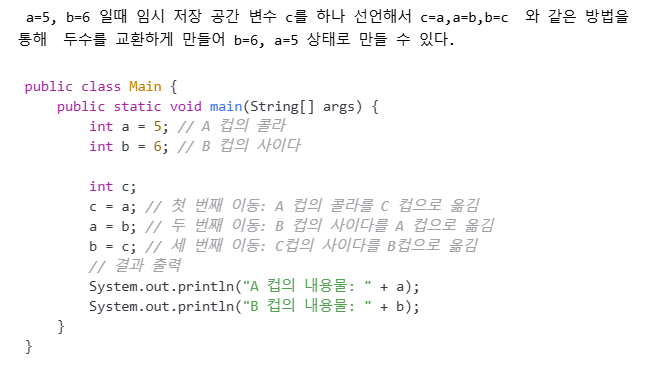 a=5, b=6 일때 임시 저장 공간 변수 c를 하나 선언해서 c=a,a=b,b=c 와 같은 방법을
통해 두수를 교환하게 만들어 b=6, a=5 상태로 만들 수 있다.
public class Main {
    public static void main(String[] args) {
        int a = 5; // A 컵의 콜라
        int b = 6; // B 컵의 사이다
        int c;
        c = a; // 첫 번째 이동: A 컵의 콜라를 C 컵으로 옮김
        a = b; // 두 번째 이동: B 컵의 사이다를 A 컵으로 옮김
        b = c; // 세 번째 이동: C컵의 사이다를 B컵으로 옮김
        // 결과 출력
        System.out.println("A 컵의 내용물: " + a);
        System.out.println("B 컵의 내용물: " + b);
    }
}